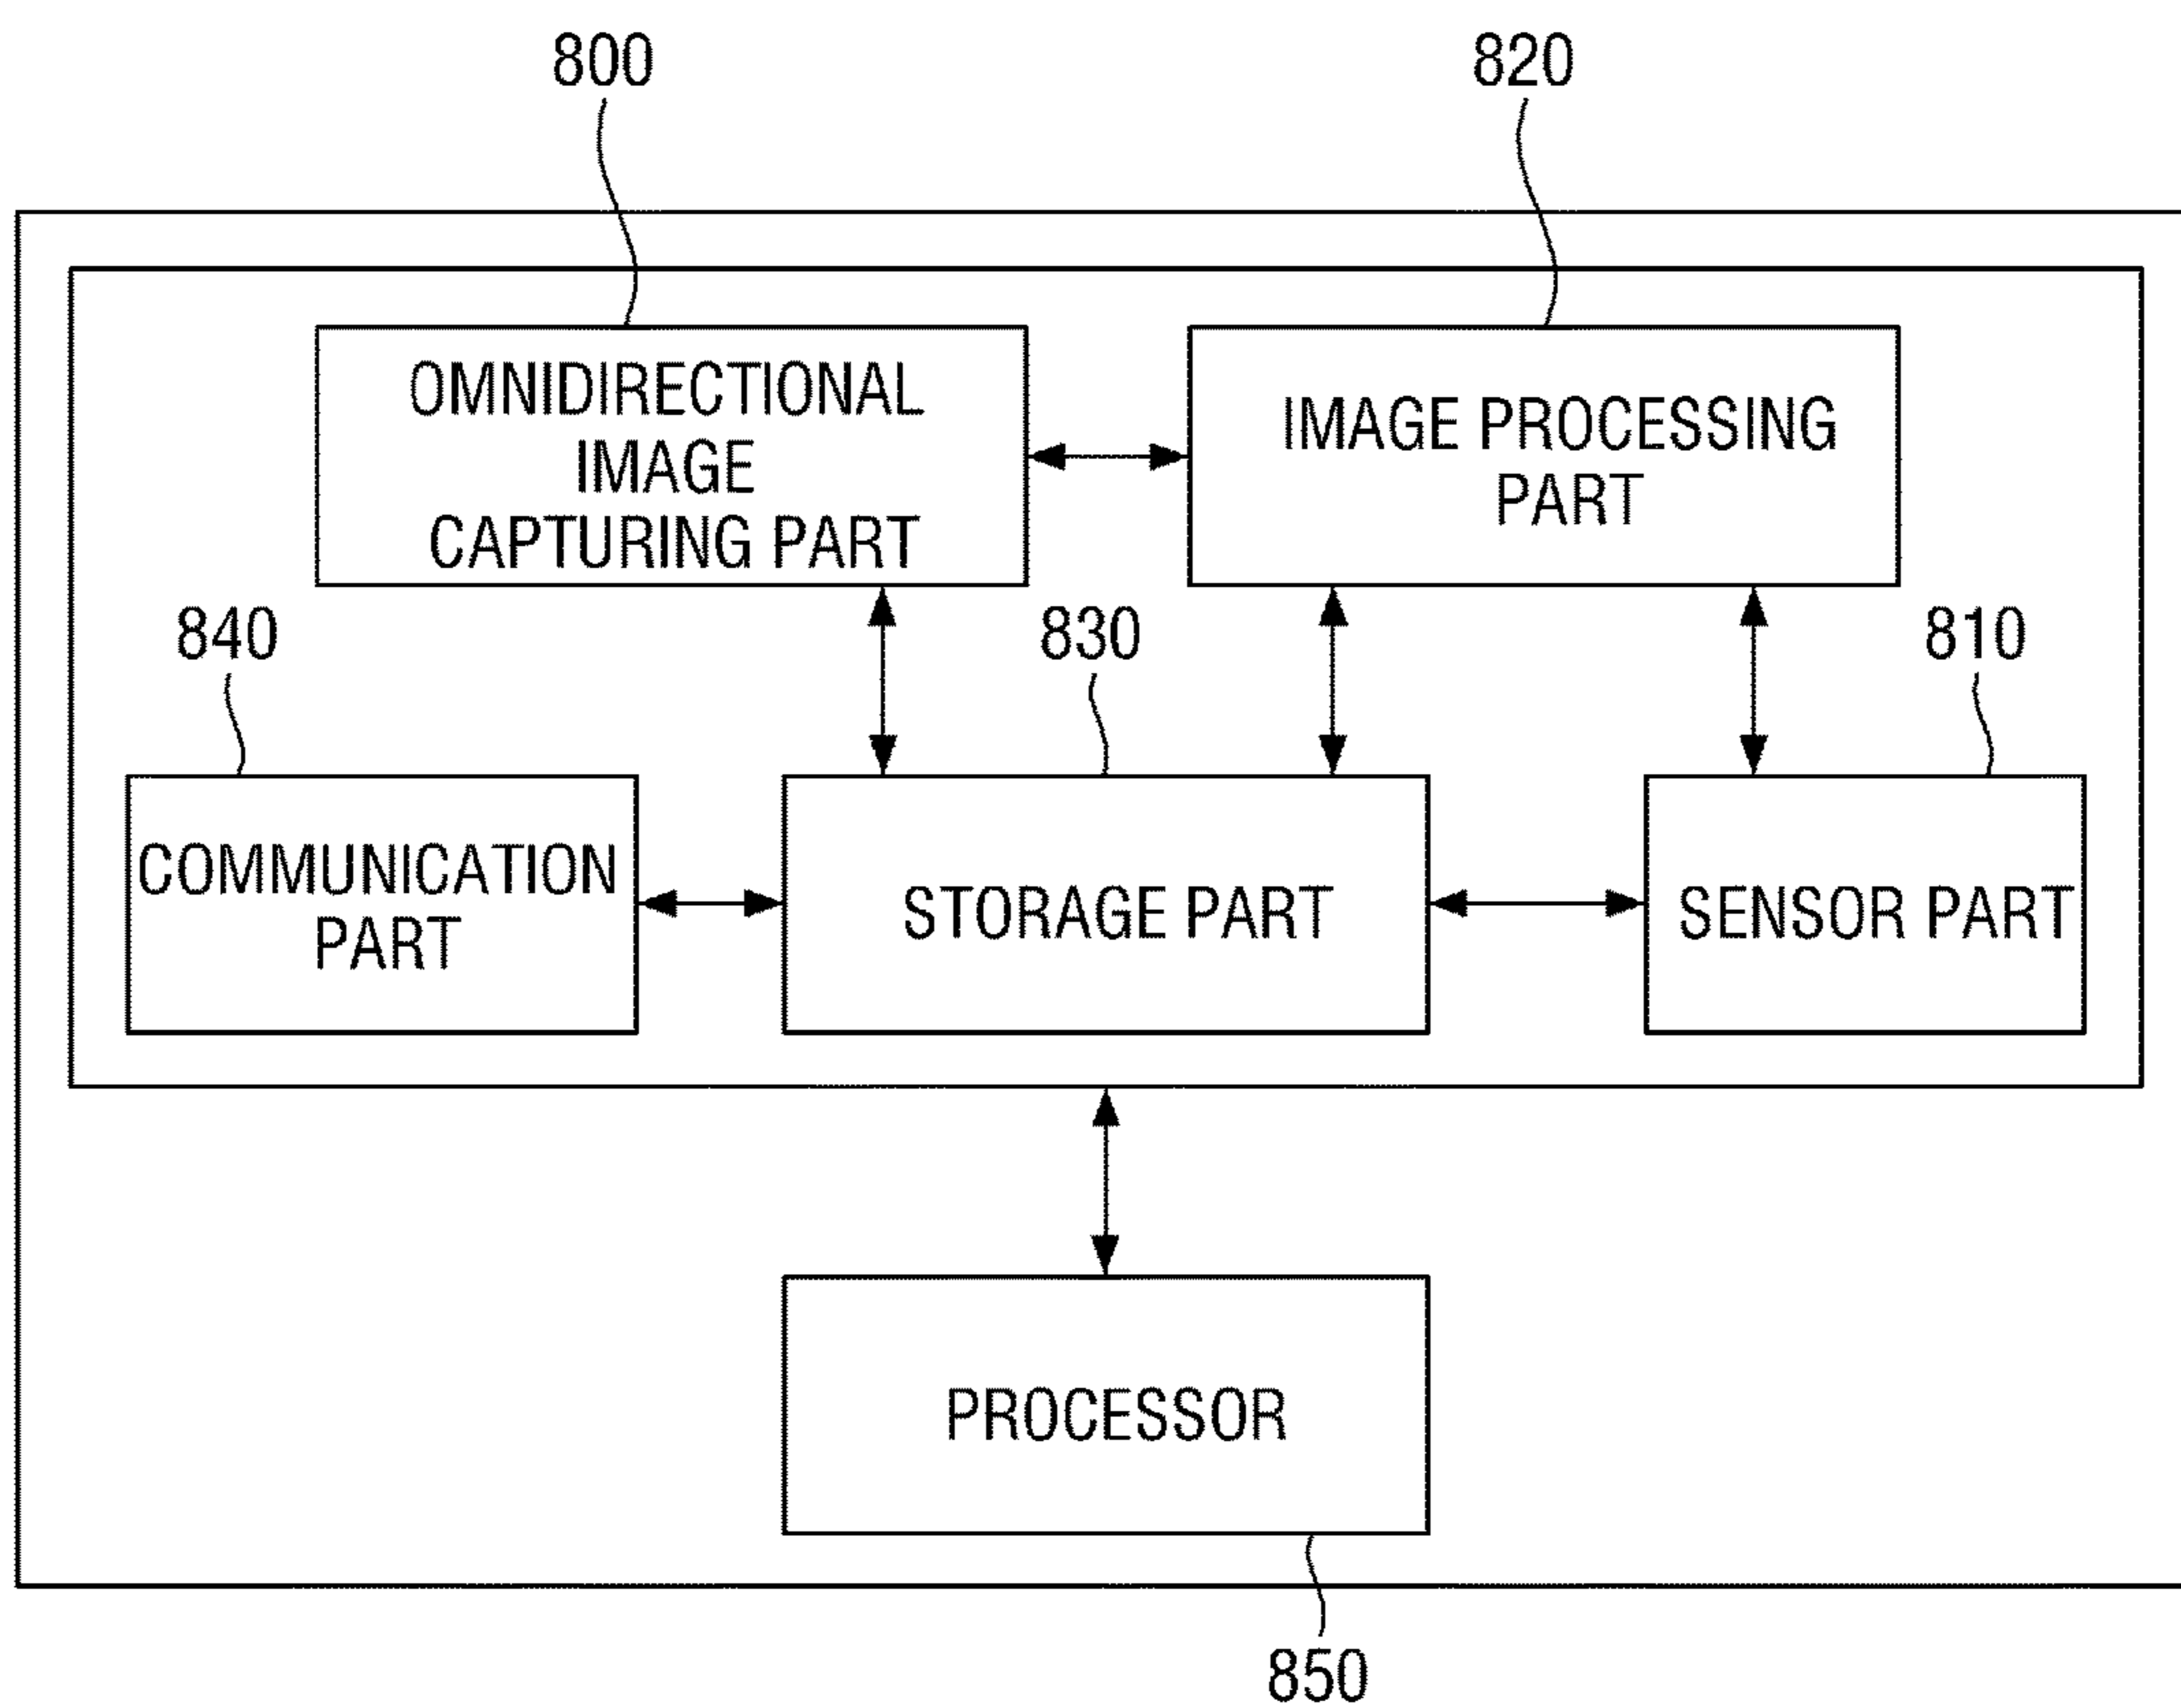 800
820
OMNIDIRECTIONAL
IMAGE
CAPTURING PART
IMAGE PROCESSING
PART
840
830
810
COMMUNICATION
PART
STORAGE PART
SENSOR PART
PROCESSOR
850